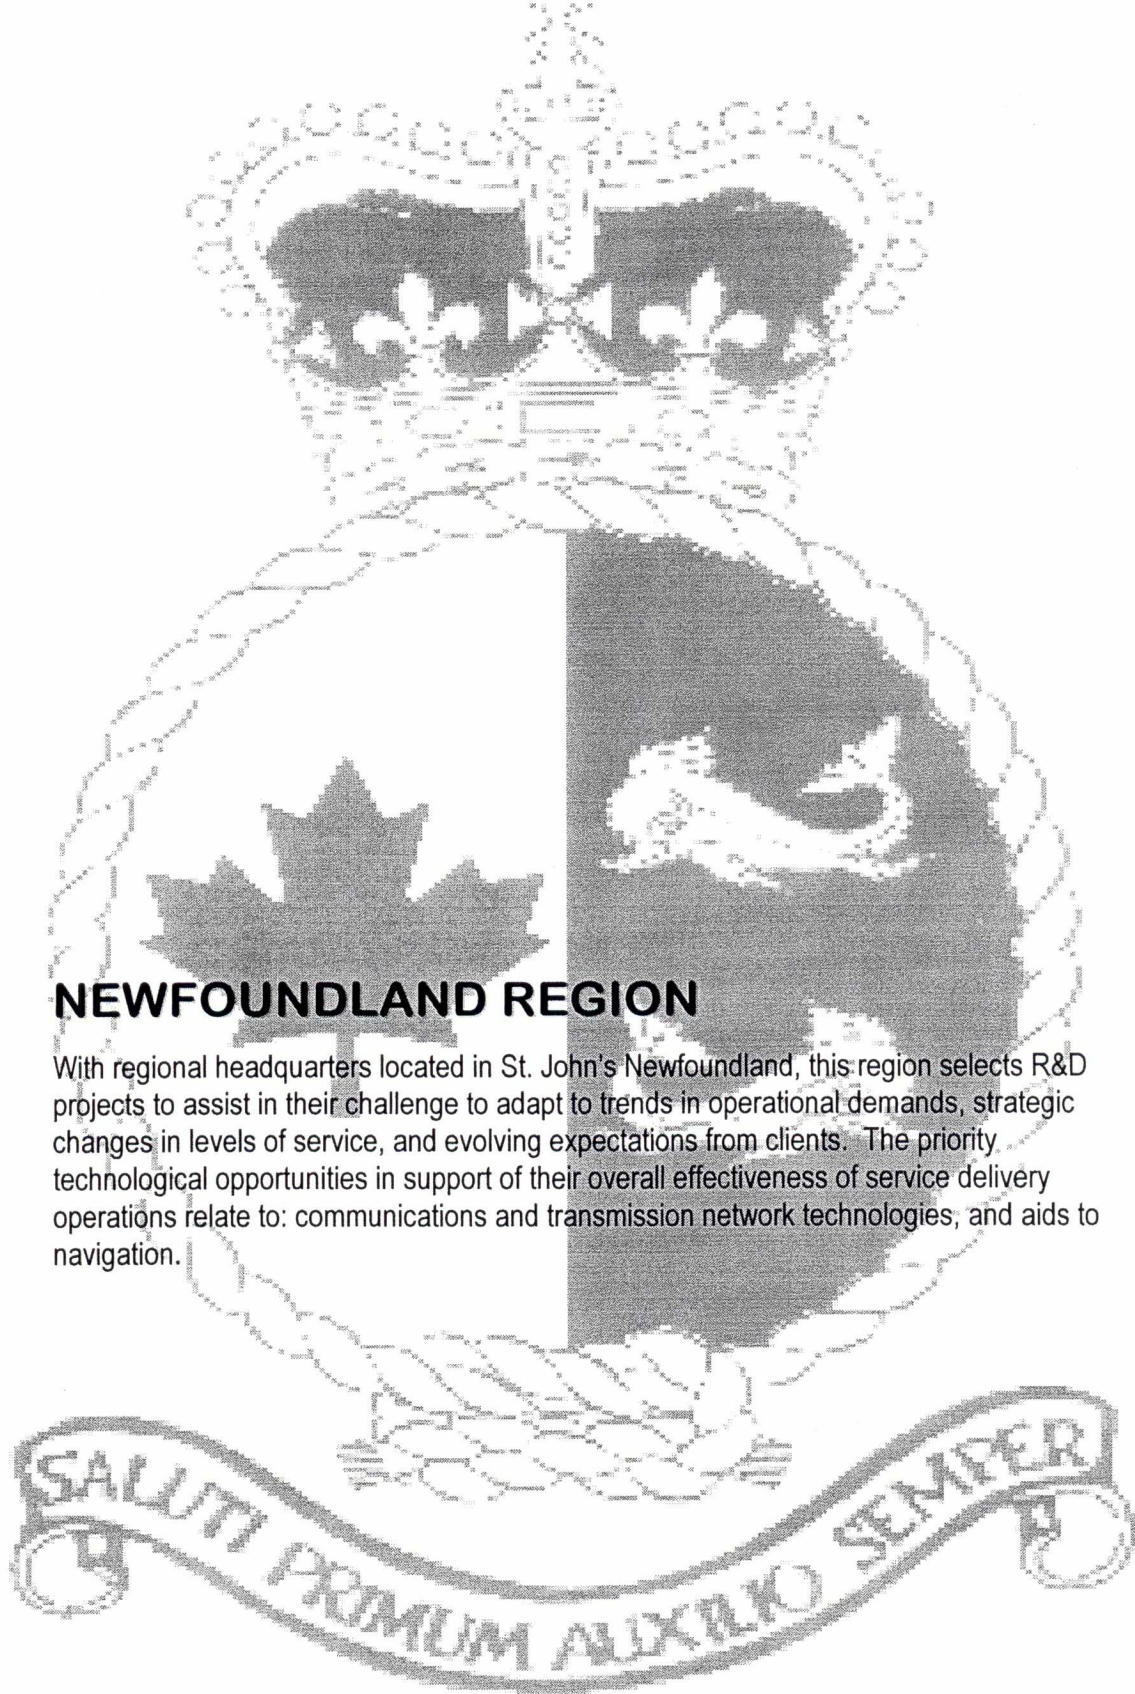 NEWFOUNDLAND REGION
With regional headquarters located in St. John's Newfoundland, this region selects R&D
projects to assist in their challenge to adapt to trends in operational demands, strategic
changes in levels of service, and evolving expectations from clients.  The priority
technological opportunities in support of their overall effectiveness of service delivery
operations relate to: communications and transmission network technologies, and aids to
navigation.
SALUTI PRIMUM AUXILIO SEMPER